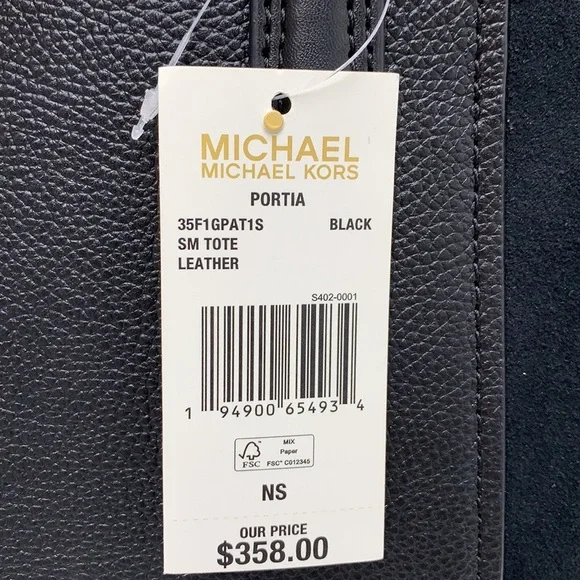 MICHAEL
MICHAEL KORS
PORTIA
35F1GPAT1S BLACK
SM TOTE
LEATHER
S402-0001
1 94900 65493 4
FSC
MIX
Paper
FSC® C012345
NS
OUR PRICE
$358.00